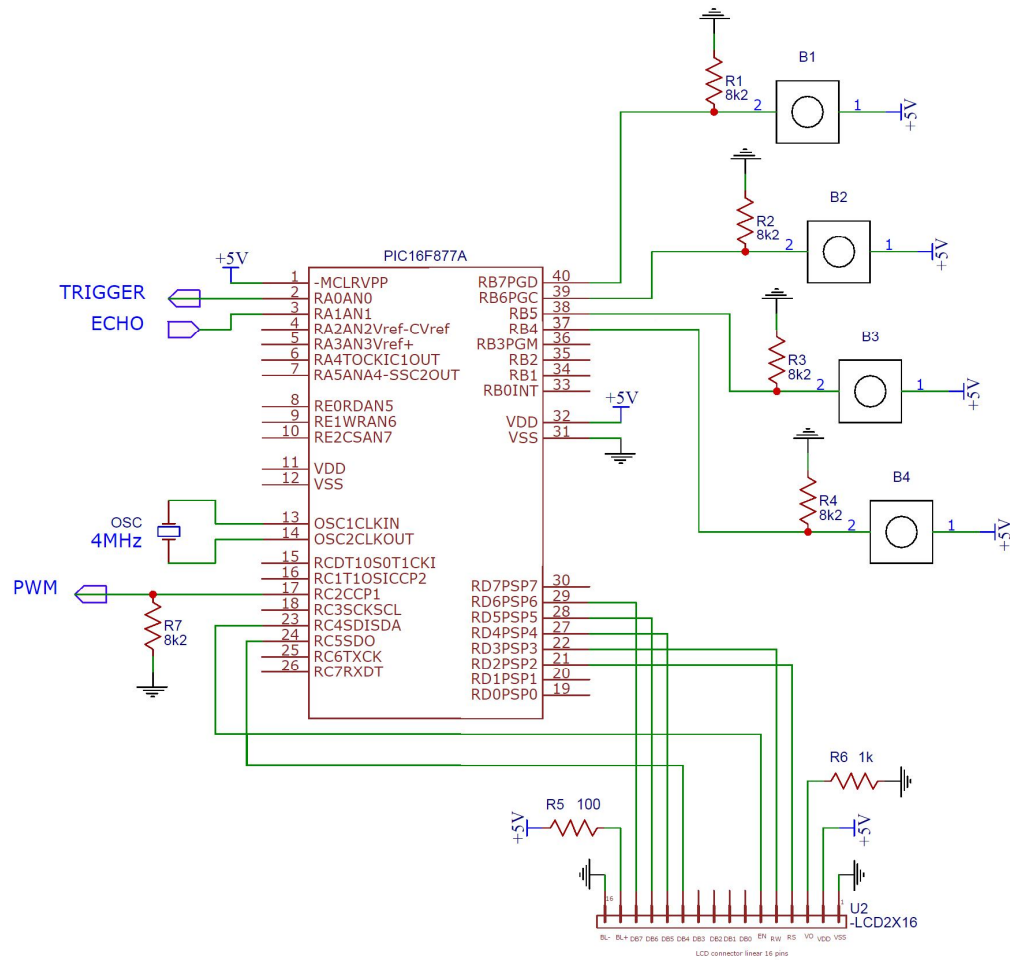 B1
R1
8k2
2
1
+5V
B2
R2
8k2
2
1
+5V
B3
R3
8k2
2
1
+5V
B4
R4
8k2
2
1
+5V
PIC16F877A
+5V
TRIGGER
ECHO
1 -MCLRVPP
2 RA0AN0
3 RA1AN1
4 RA2AN2Vref-CVref
5 RA3AN3Vref+
6 RA4TOCKIC1OUT
7 RA5ANA4-SSC2OUT
8 RE0RDAN5
9 RE1WRAN6
10 RE2CSAN7
11 VDD
12 VSS
13 OSC1CLKIN
14 OSC2CLKOUT
15 RCDT10S0T1CKI
16 RC1T1OSICCP2
17 RC2CCP1
18 RC3SCKSCL
23 RC4SDISDA
24 RC5SDO
25 RC6TXCK
26 RC7RXDT
RB7PGD 40
RB6PGC 39
RB5 38
RB4 37
RB3PGM 36
RB2 35
RB1 34
RB0INT 33
VDD 32
VSS 31
+5V
RD7PSP7 30
RD6PSP6 29
RD5PSP5 28
RD4PSP4 27
RD3PSP3 22
RD2PSP2 21
RD1PSP1 20
RD0PSP0 19
OSC
4MHz
PWM
R7
8k2
R6 1k
R5 100
+5V
+5V
16
1
U2
-LCD2X16
BL- BL+ DB7 DB6 DB5 DB4 DB3 DB2 DB1 DB0 EN RW RS VO VDD VSS
LCD connector linear 16 pins